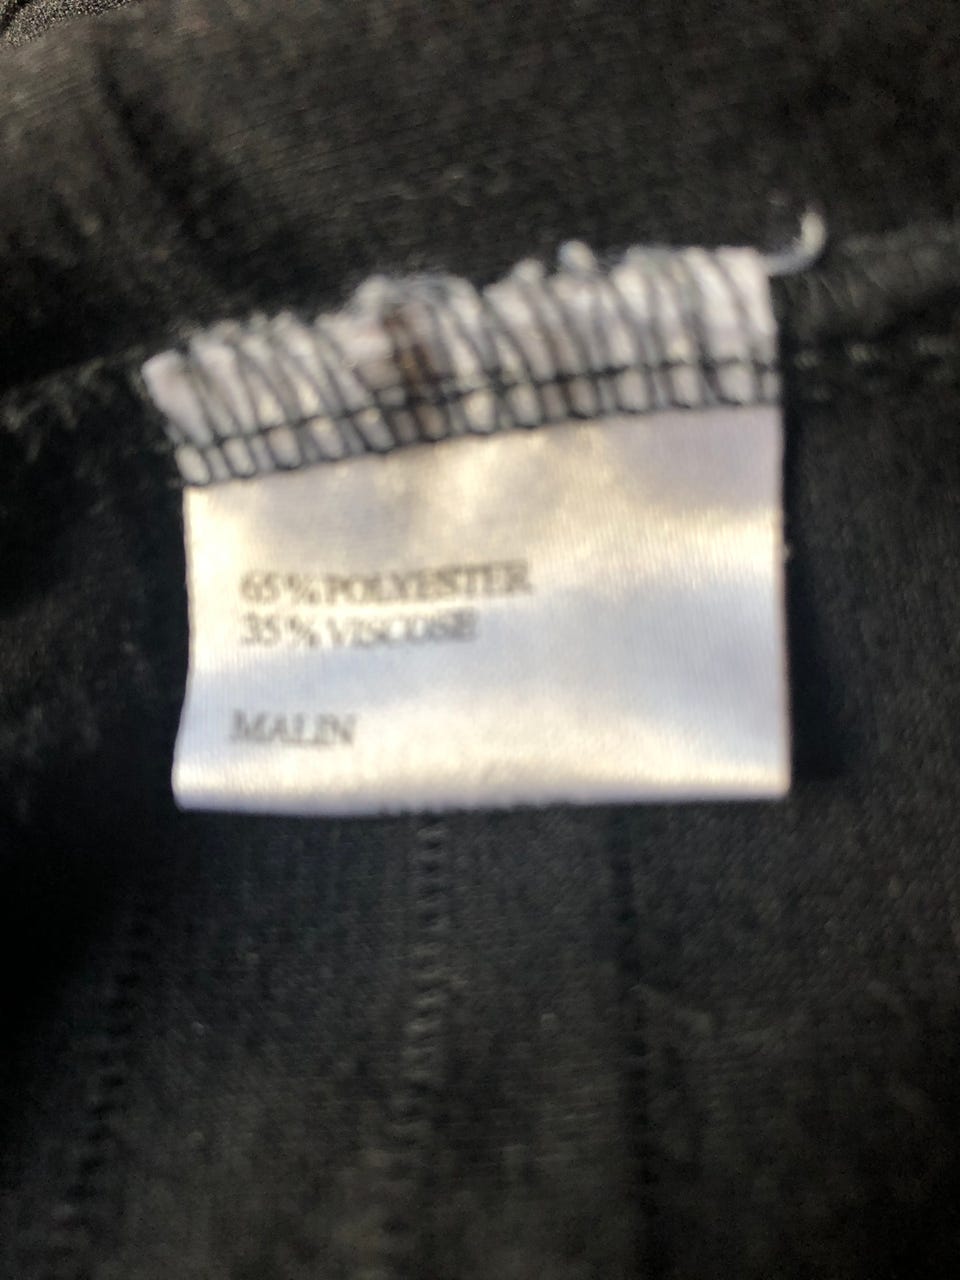 65% POLYESTER
35% VISCOSE
MALIN